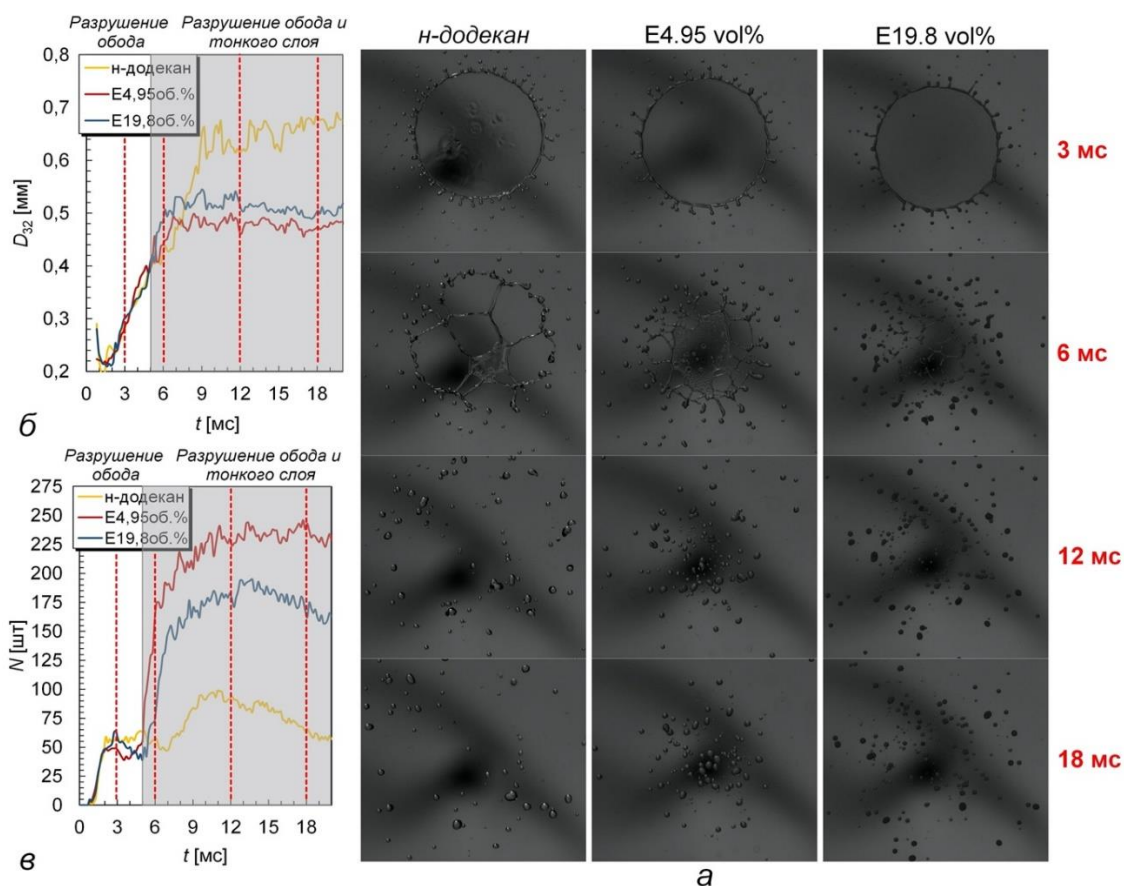 Разрушение
обода
Разрушение обода и
тонкого слоя
0,8
0,7
0,6
0,5
0,4
0,3
0,2
D32 [мм]
н-додекан
Е4,95об.%
Е19,8об.%
0 3 6 9 12 15 18
t [мс]
б
Разрушение
обода
Разрушение обода и
тонкого слоя
275
250
225
200
175
150
125
100
75
50
25
0
N [шт]
н-додекан
Е4,95об.%
Е19,8об.%
0 3 6 9 12 15 18
t [мс]
в
н-додекан E4.95 vol% E19.8 vol%
3 мс
6 мс
12 мс
18 мс
а